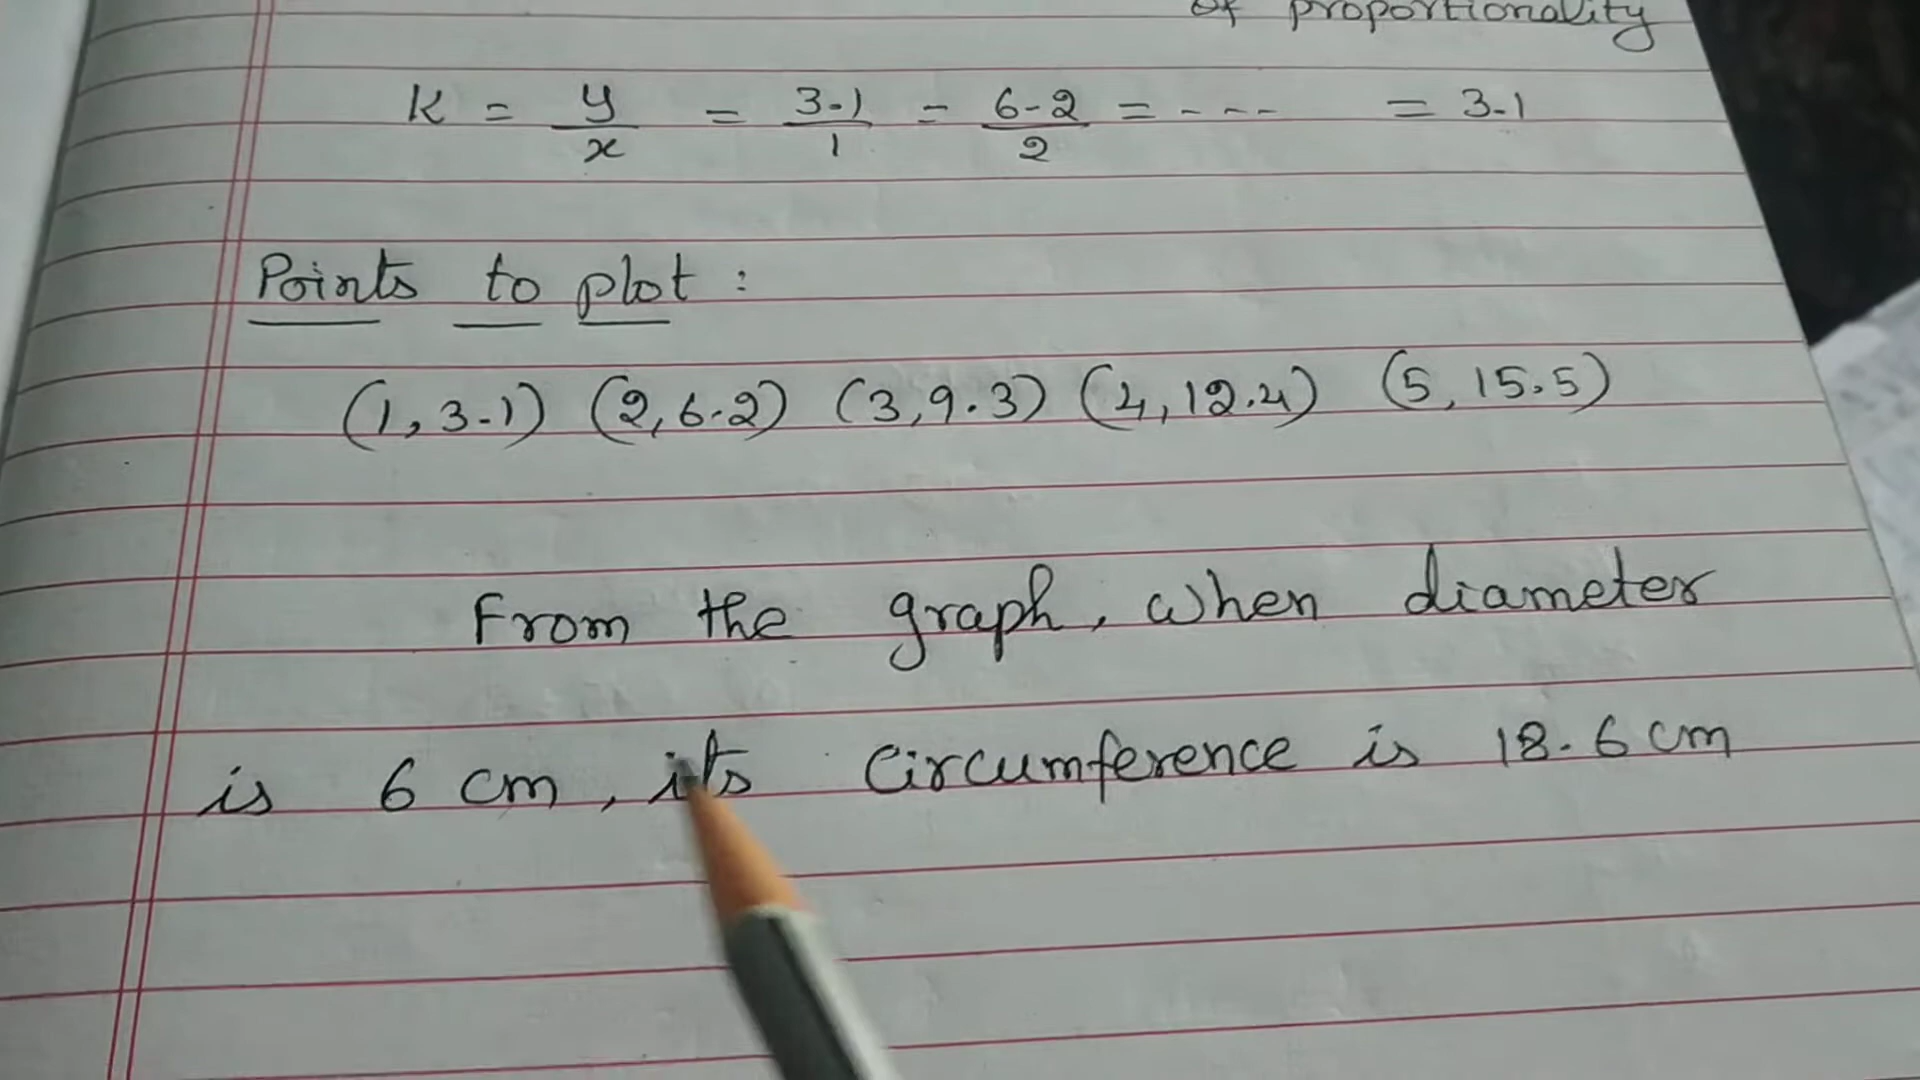 of proportionality
K = y/x = 3.1/1 = 6.2/2 = ---- = 3.1
Points to plot :
(1, 3.1) (2, 6.2) (3, 9.3) (4, 12.4) (5, 15.5)
From the graph, when diameter
is 6 cm, its circumference is 18.6 cm